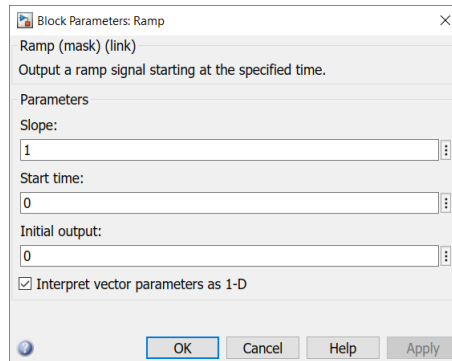 Block Parameters: Ramp
Ramp (mask) (link)
Output a ramp signal starting at the specified time.
Parameters
Slope:
1
Start time:
0
Initial output:
0
Interpret vector parameters as 1-D
OK Cancel Help Apply